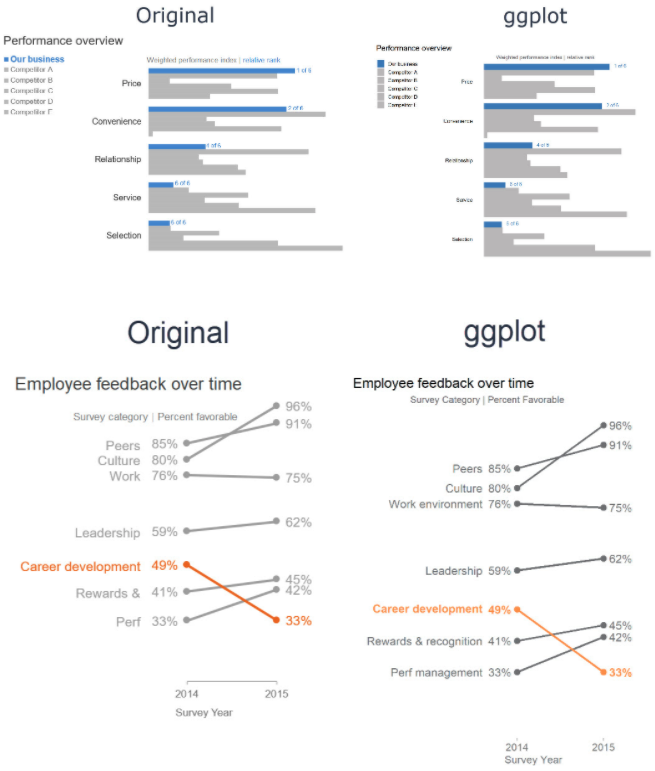 Original
ggplot
Performance overview
Our business
Competitor A
Competitor B
Competitor C
Competitor D
Competitor E
Weighted performance index | relative rank
Price
1 of 6
Convenience
2 of 6
Relationship
4 of 6
Service
6 of 6
Selection
5 of 6
Performance overview
Our business
Competitor A
Competitor B
Competitor C
Competitor D
Competitor E
Weighted performance index | relative rank
Price
1 of 6
Convenience
2 of 6
Relationship
4 of 6
Service
Selection
Original
ggplot
Employee feedback over time
Survey category | Percent favorable
96%
91%
Peers 85%
Culture 80%
Work 76%
75%
Leadership 59%
62%
Career development 49%
45%
Rewards & 41%
42%
Perf 33%
33%
2014 2015
Survey Year
Employee feedback over time
Survey Category | Percent Favorable
96%
91%
Peers 85%
Culture 80%
Work environment 76%
75%
Leadership 59%
62%
Career development 49%
45%
Rewards & recognition 41%
42%
Perf management 33%
33%
2014 2015
Survey Year